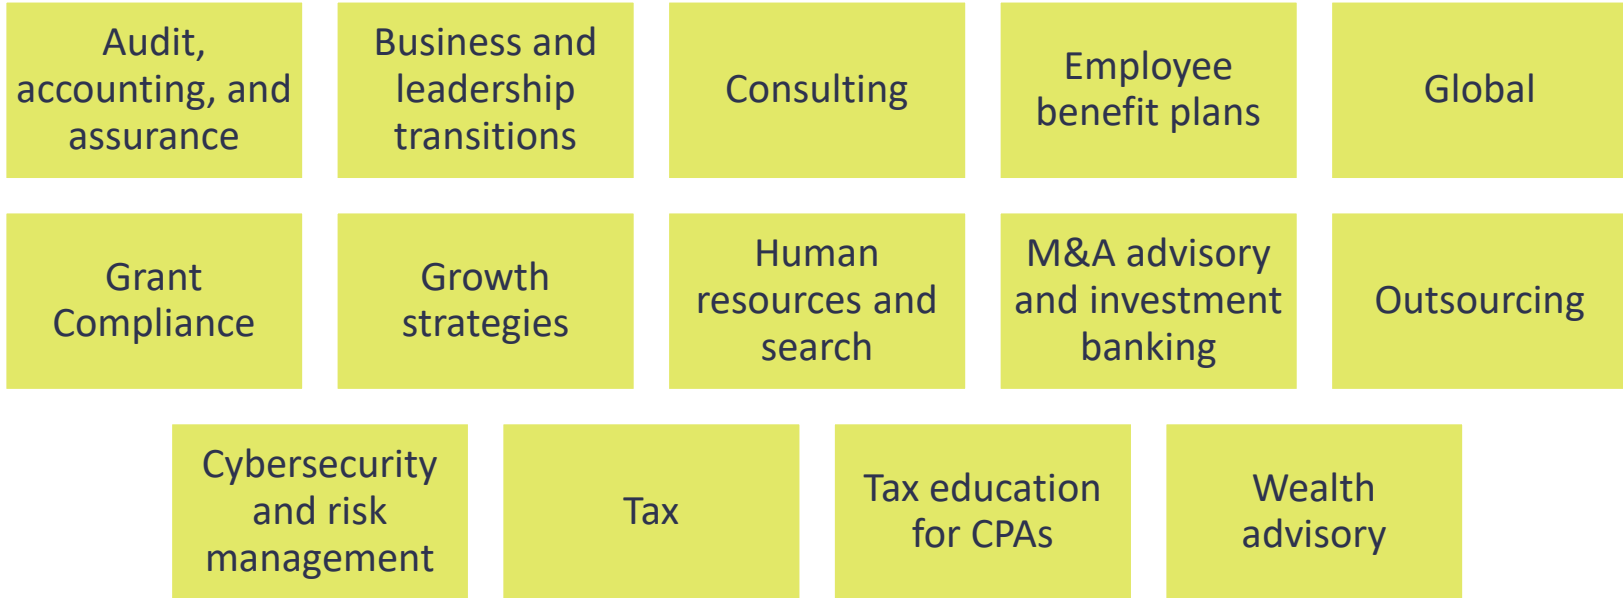 Audit,
accounting, and
assurance
Business and
leadership
transitions
Consulting
Employee
benefit plans
Global
Grant
Compliance
Growth
strategies
Human
resources and
search
M&A advisory
and investment
banking
Outsourcing
Cybersecurity
and risk
management
Tax
Tax education
for CPAs
Wealth
advisory